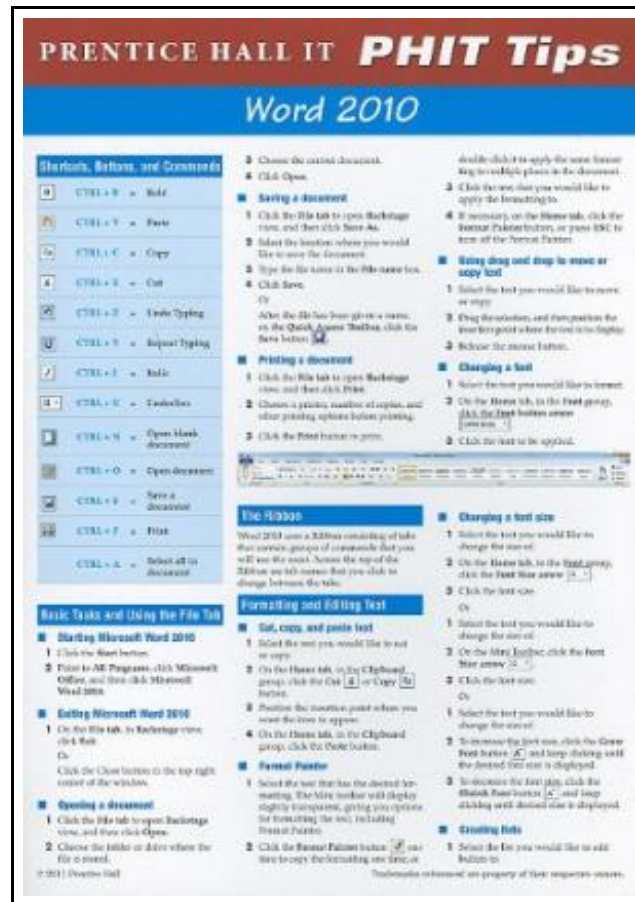 PRENTICE HALL IT PHIT Tips
Word 2010
Shortcuts, Buttons, and Commands
CTRL + B = Bold
CTRL + V = Paste
CTRL + C = Copy
CTRL + X = Cut
CTRL + Z = Undo Typing
CTRL + Y = Repeat Typing
CTRL + I = Italic
CTRL + U = Underline
CTRL + N = Open blank
document
CTRL + O = Open document
CTRL + S = Save a
document
CTRL + P = Print
CTRL + A = Select all in
document
Basic Tasks and Using the File Tab
Starting Microsoft Word 2010
1 Click the Start button.
2 Point to All Programs, click Microsoft
Office, and then click Microsoft
Word 2010.
Exiting Microsoft Word 2010
1 On the File tab, in Backstage view,
click Exit.
Or
Click the Close button in the top right
corner of the window.
Opening a document
1 Click the File tab to open Backstage
view, and then click Open.
2 Choose the folder or drive where the
file is stored.
© 2011 Prentice Hall
3 Choose the correct document.
4 Click Open.
Saving a document
1 Click the File tab to open Backstage
view, and then click Save As.
2 Select the location where you would
like to save the document.
3 Type the file name in the File name box.
4 Click Save.
Or
After the file has been given a name,
on the Quick Access Toolbar, click the
Save button
Printing a document
1 Click the File tab to open Backstage
view, and then click Print.
2 Choose a printer, number of copies, and
other printing options before printing.
3 Click the Print button to print.
The Ribbon
Word 2010 uses a Ribbon consisting of tabs
that contain groups of commands that you
will use the most. Across the top of the
Ribbon are tab names that you click to
change between the tabs.
Formatting and Editing Text
Cut, copy, and paste text
1 Select the text you would like to cut
or copy.
2 On the Home tab, in the Clipboard
group, click the Cut or Copy
button.
3 Position the insertion point where you
want the item to appear.
4 On the Home tab, in the Clipboard
group, click the Paste button.
Format Painter
1 Select the text that has the desired for-
matting. The Mini toolbar will display
slightly transparent, giving you options
for formatting the text, including
Format Painter.
2 Click the Format Painter button one
time to copy the formatting one time, or
double-click it to apply the same format-
ting to multiple places in the document.
3 Click the text that you would like to
apply the formatting to.
4 If necessary, on the Home tab, click the
Format Painter button, or press ESC to
turn off the Format Painter.
Using drag and drop to move or
copy text
1 Select the text you would like to move
or copy.
2 Drag the selection, and then position the
insertion point where the text is to display.
3 Release the mouse button.
Changing a font
1 Select the text you would like to format.
2 On the Home tab, in the Font group,
click the Font button arrow
3 Click the font to be applied.
Changing a font size
1 Select the text you would like to
change the size of.
2 On the Home tab, in the Font group,
click the Font Size arrow
3 Click the font size.
Or
1 Select the text you would like to
change the size of.
2 On the Mini Toolbar, click the Font
Size arrow
3 Click the font size.
Or
1 Select the text you would like to
change the size of.
2 To increase the font size, click the Grow
Font button and keep clicking until
the desired font size is displayed.
3 To decrease the font size, click the
Shrink Font button and keep
clicking until desired size is displayed.
Creating lists
1 Select the list you would like to add
bullets to.
Trademarks referenced are property of their respective owners.